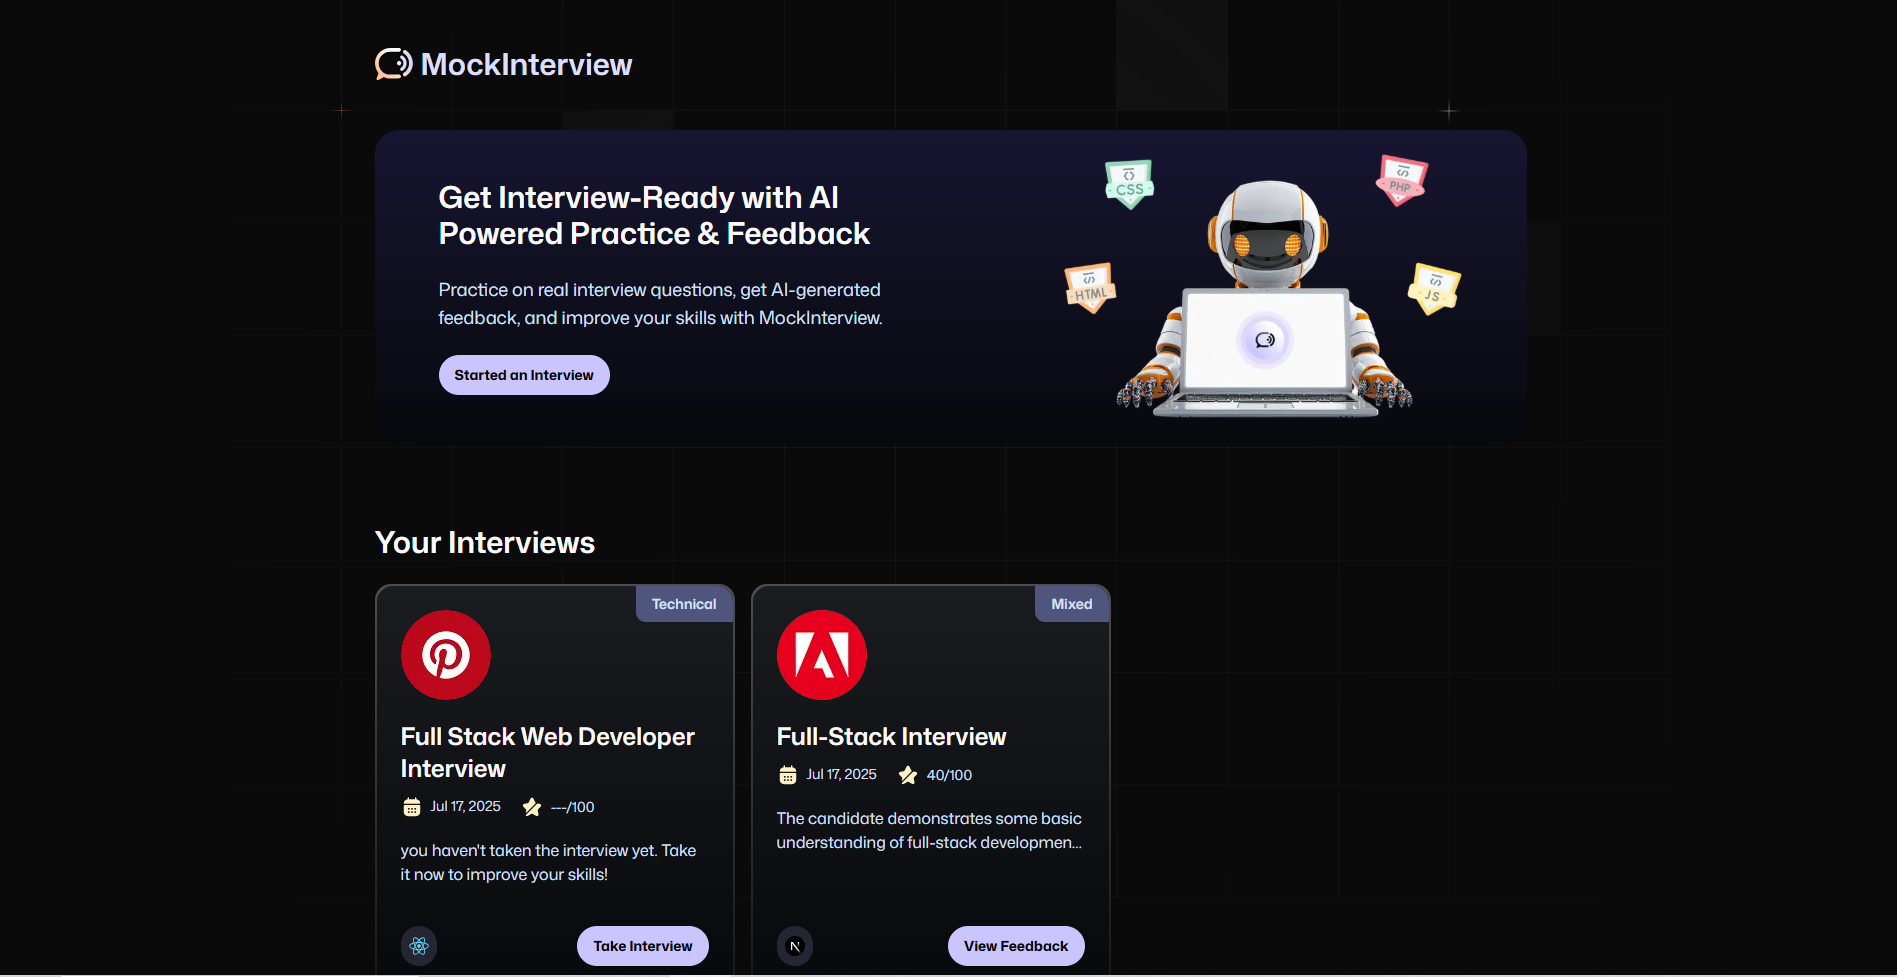 MockInterview
Get Interview-Ready with AI
Powered Practice & Feedback
Practice on real interview questions, get AI-generated
feedback, and improve your skills with MockInterview.
Started an Interview
CSS
PHP
HTML
JS
Your Interviews
Technical
Full Stack Web Developer
Interview
Jul 17, 2025 ---/100
you haven't taken the interview yet. Take
it now to improve your skills!
Take Interview
Mixed
Full-Stack Interview
Jul 17, 2025 40/100
The candidate demonstrates some basic
understanding of full-stack developmen...
N
View Feedback